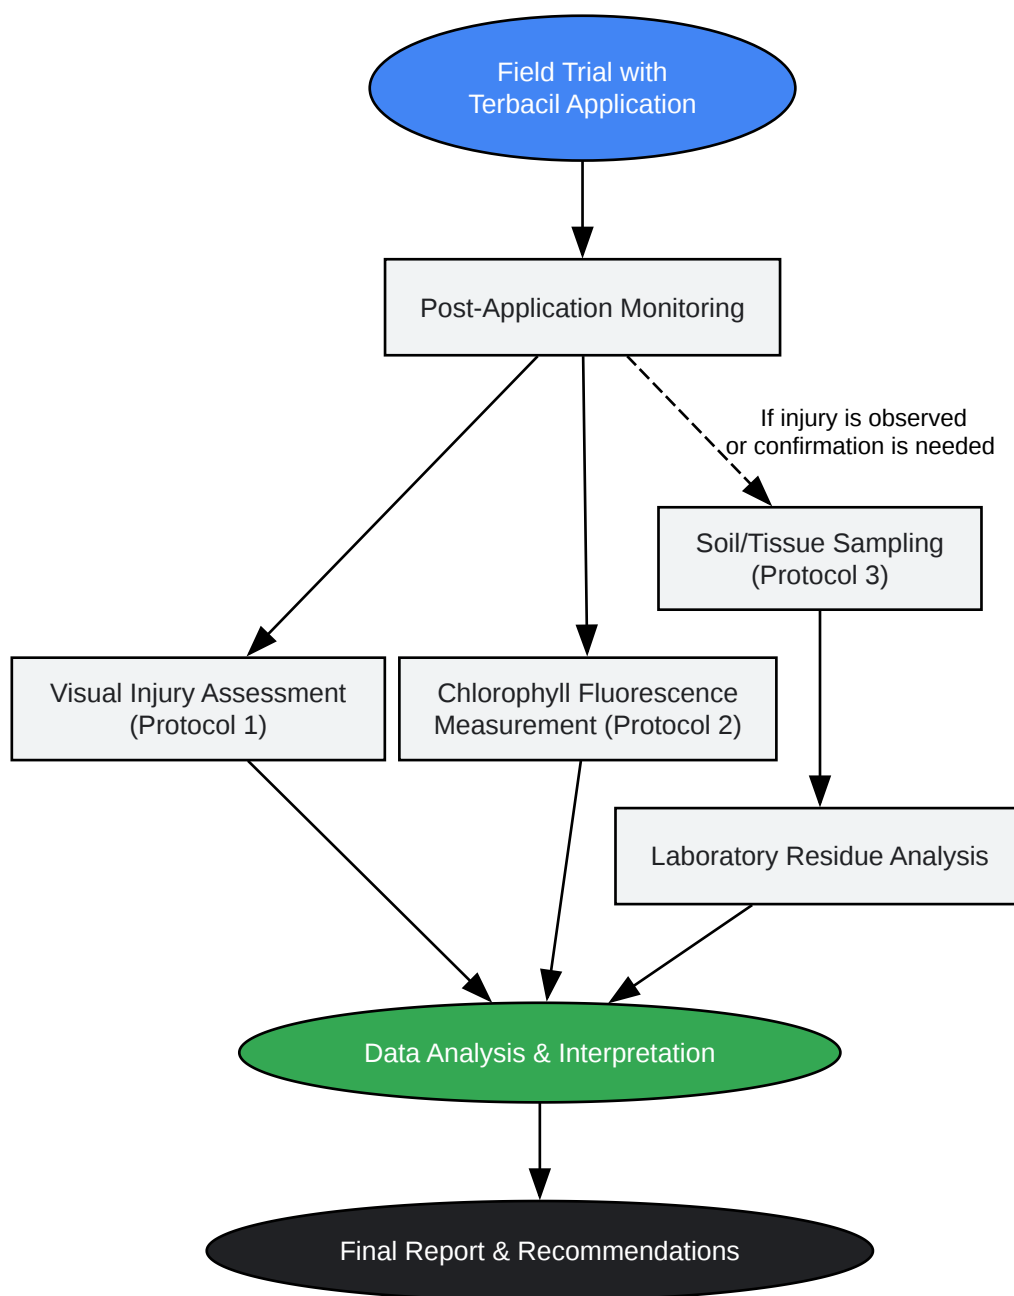 Field Trial with
Terbacil Application
Post-Application Monitoring
If injury is observed
or confirmation is needed
Soil/Tissue Sampling
(Protocol 3)
Visual Injury Assessment
(Protocol 1)
Chlorophyll Fluorescence
Measurement (Protocol 2)
Laboratory Residue Analysis
Data Analysis & Interpretation
Final Report & Recommendations